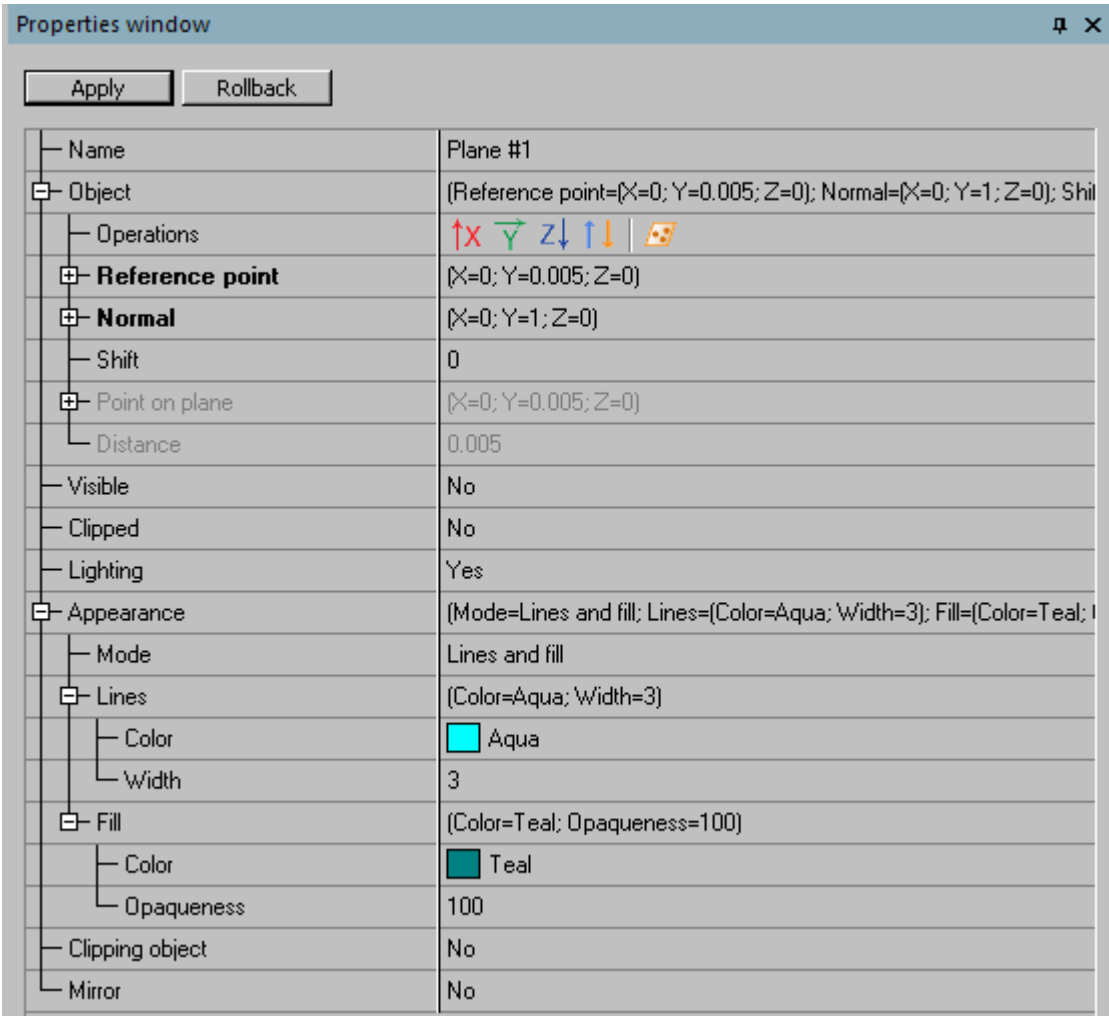 Properties window
Apply Rollback
Name Plane #1
Object (Reference point=(X=0; Y=0.005; Z=0); Normal=(X=0; Y=1; Z=0); Shif
Operations X Y Z
Reference point (X=0; Y=0.005; Z=0)
Normal (X=0; Y=1; Z=0)
Shift 0
Point on plane (X=0; Y=0.005; Z=0)
Distance 0.005
Visible No
Clipped No
Lighting Yes
Appearance (Mode=Lines and fill; Lines=(Color=Aqua; Width=3); Fill=(Color=Teal;
Mode Lines and fill
Lines (Color=Aqua; Width=3)
Color Aqua
Width 3
Fill (Color=Teal; Opaqueness=100)
Color Teal
Opaqueness 100
Clipping object No
Mirror No